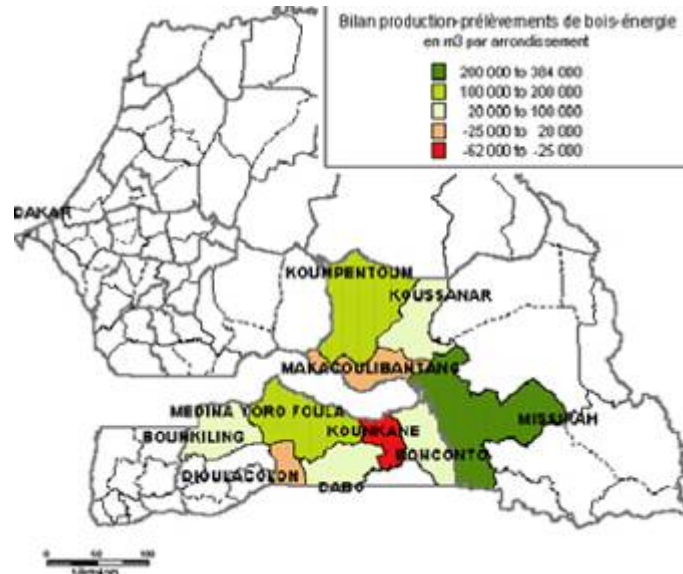 Bilan production-prélèvements de bois-énergie
en m3 par arrondissement
200 000 to 384 000
100 000 to 200 000
20 000 to 100 000
-25 000 to 20 000
-62 000 to -25 000
DAKAR
KOUMPENTOUM
KOUSSANAR
MAKACOULIBANTANG
MEDINA YORO FOULA
MISSIRAH
BOUNKILING
KOUNKANE
BONCONTO
DIOULACOLON
DABO
0 50 100